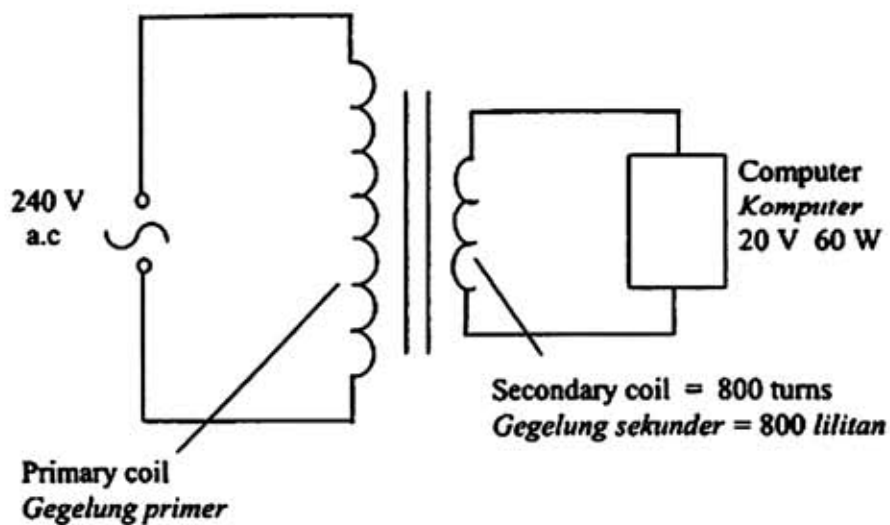 240 V
a.c
Computer
Komputer
20 V 60 W
Secondary coil = 800 turns
Gegelung sekunder = 800 lilitan
Primary coil
Gegelung primer